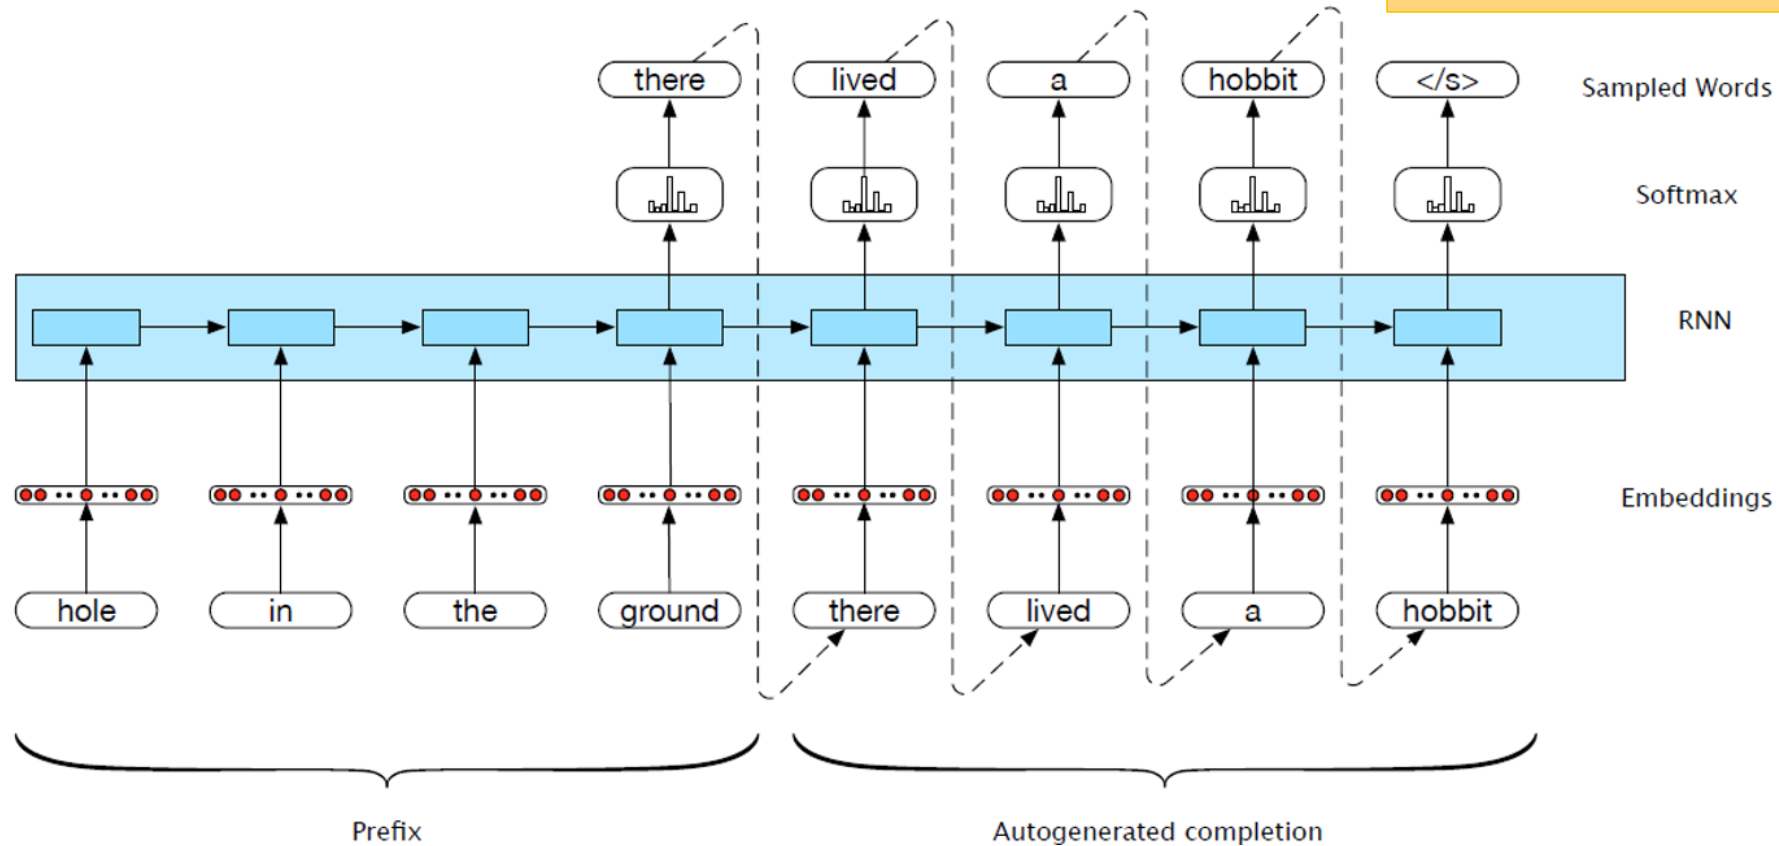 there lived a hobbit </s> Sampled Words
Softmax
RNN
Embeddings
hole in the ground there lived a hobbit
Prefix Autogenerated completion